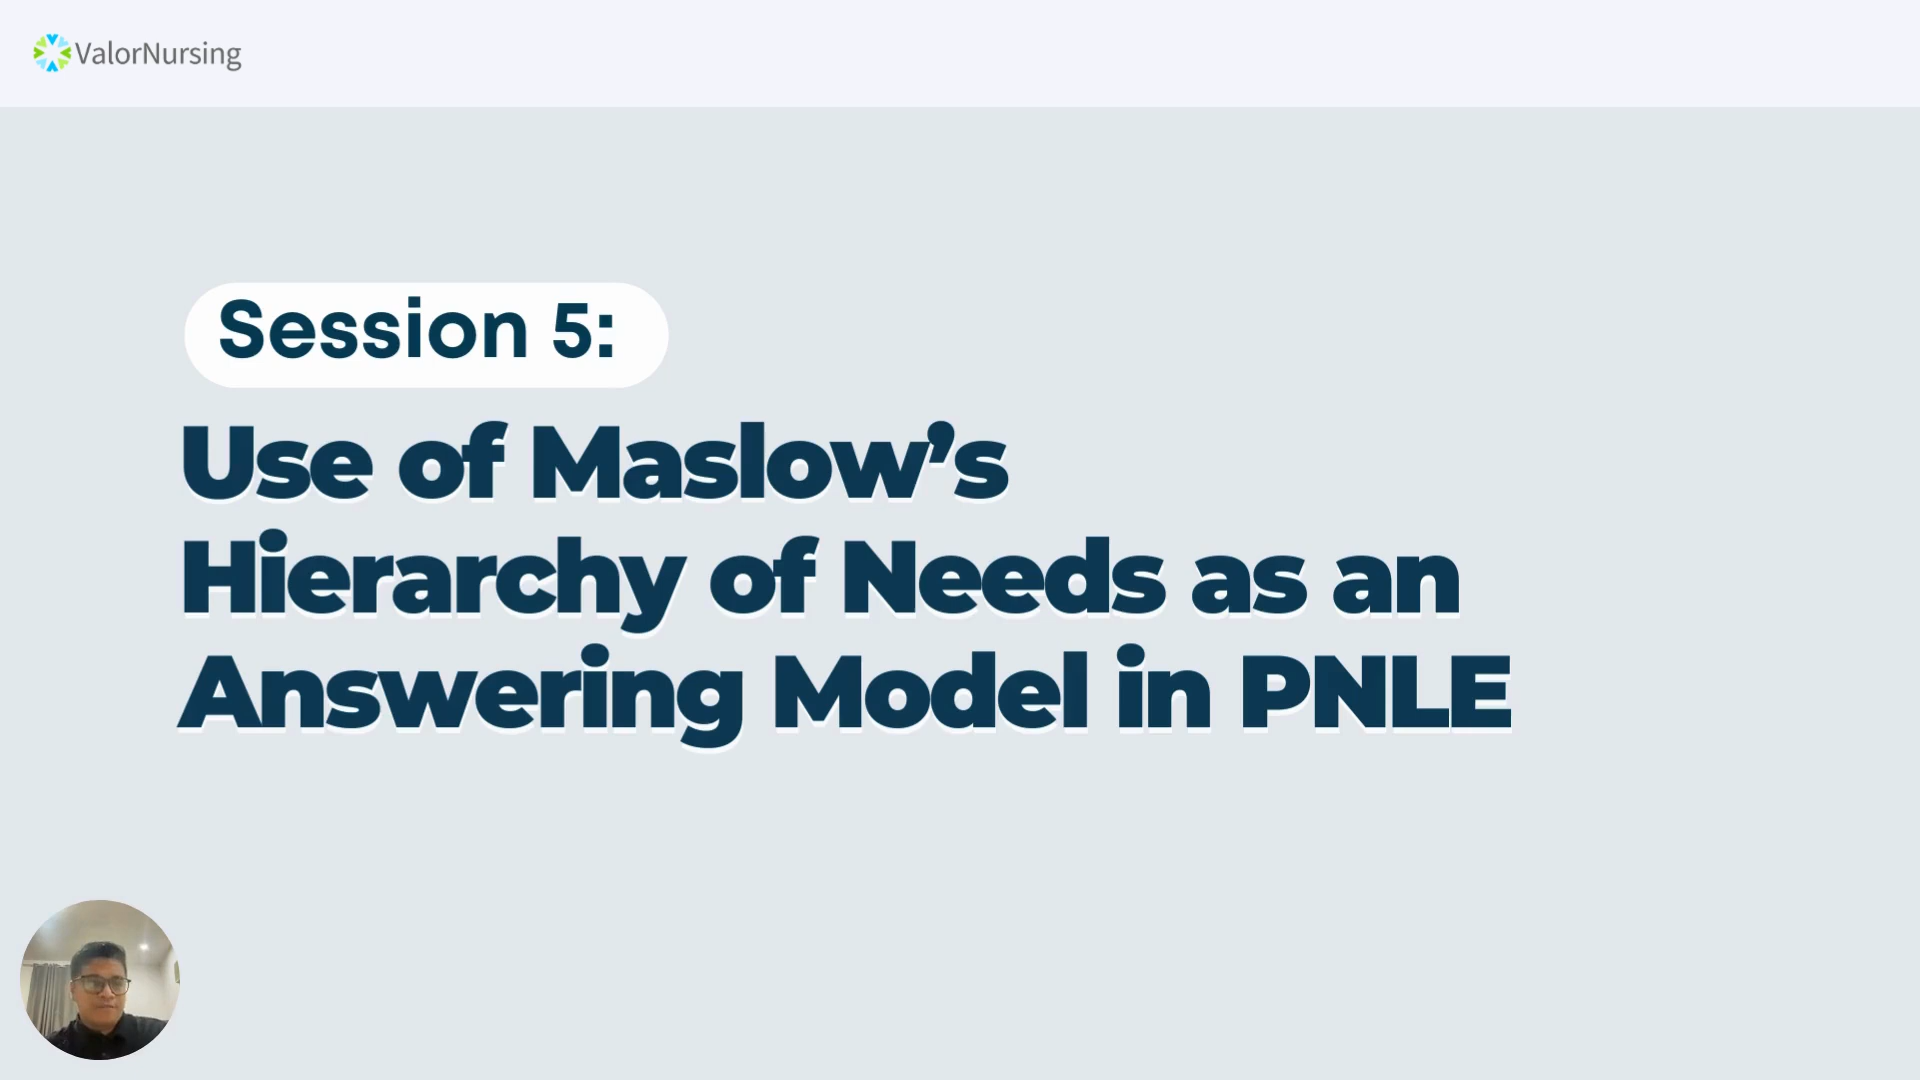 ValorNursing
Session 5:
Use of Maslow’s
Hierarchy of Needs as an
Answering Model in PNLE